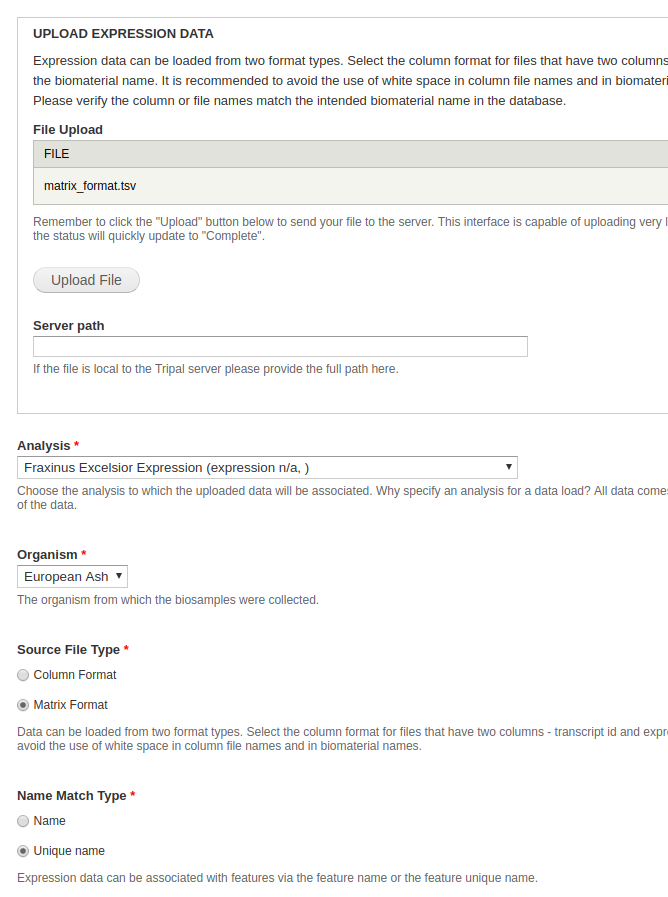 UPLOAD EXPRESSION DATA
Expression data can be loaded from two format types. Select the column format for files that have two columns
the biomaterial name. It is recommended to avoid the use of white space in column file names and in
Please verify the column or file names match the intended biomaterial name in the database.
File Upload
FILE
matrix_format.tsv
Remember to click the "Upload" button below to send your file to the server. This interface is capable of uploading very
the status will quickly update to "Complete".
Upload File
Server path
If the file is local to the Tripal server please provide the full path here.
Analysis *
Fraxinus Excelsior Expression (expression n/a, )
Choose the analysis to which the uploaded data will be associated. Why specify an analysis for a data load? All data comes
of the data.
Organism *
European Ash
The organism from which the biosamples were collected.
Source File Type *
Column Format
Matrix Format
Data can be loaded from two format types. Select the column format for files that have two columns - transcript id and
avoid the use of white space in column file names and in biomaterial names.
Name Match Type *
Name
Unique name
Expression data can be associated with features via the feature name or the feature unique name.